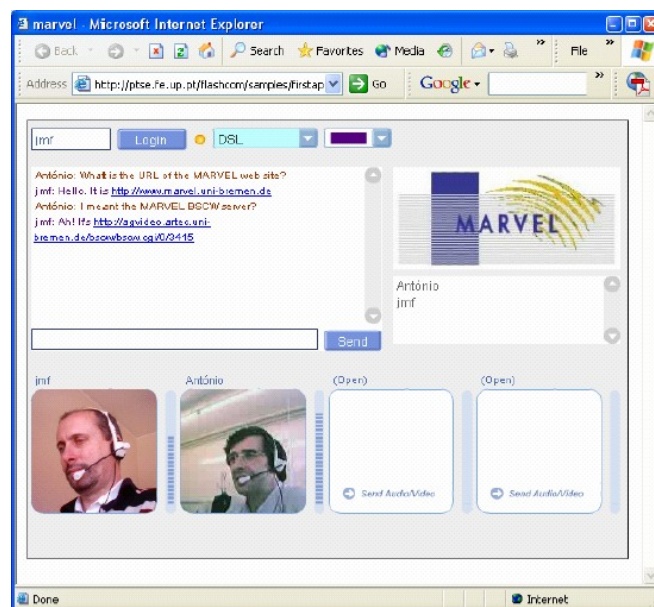 marvel - Microsoft Internet Explorer
Back Search Favorites Media File
Address http://ptse.fe.up.pt/flashcom/samples/firstap Go Google
jmf Login DSL
António: What is the URL of the MARVEL web site?
jmf: Hello. It is http://www.marvel.uni-bremen.de
António: I meant the MARVEL BSCW server?
jmf: Ah! It's http://agvideo.artec.uni-
bremen.de/bscw/bscw.cgi/0/3415
MARVEL
António
jmf
Send
jmf António (Open) (Open)
Send Audio/Video Send Audio/Video
Done Internet